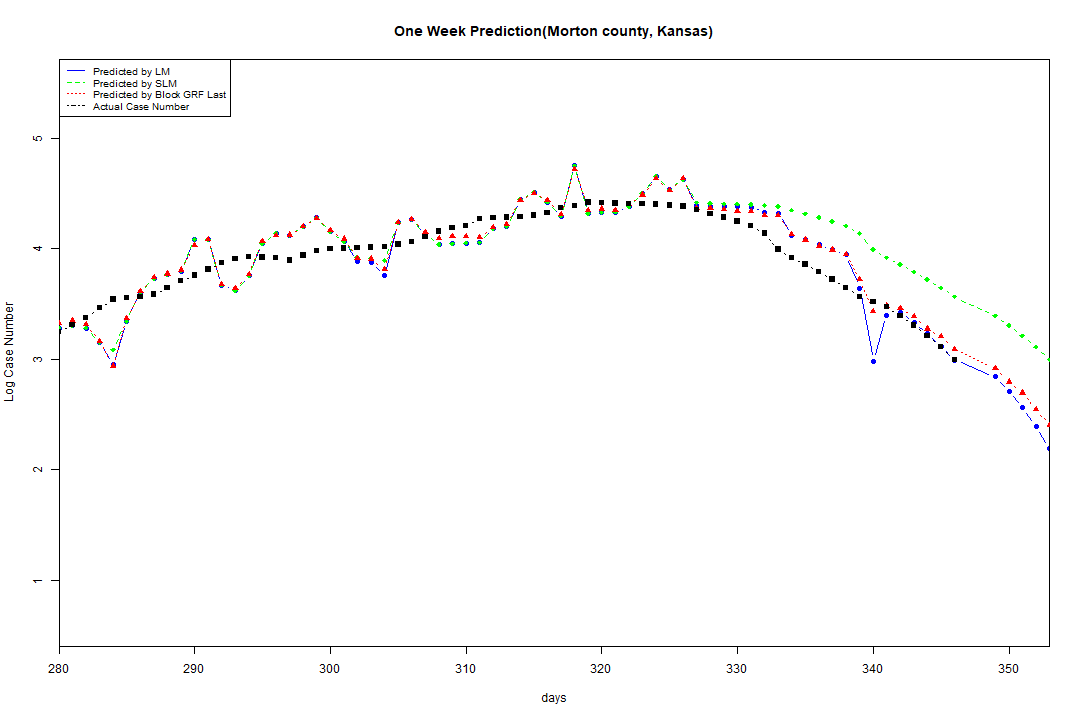 One Week Prediction(Morton county, Kansas)
Predicted by LM
Predicted by SLM
Predicted by Block GRF Last
Actual Case Number
5
4
3
2
1
Log Case Number
280 290 300 310 320 330 340 350
days